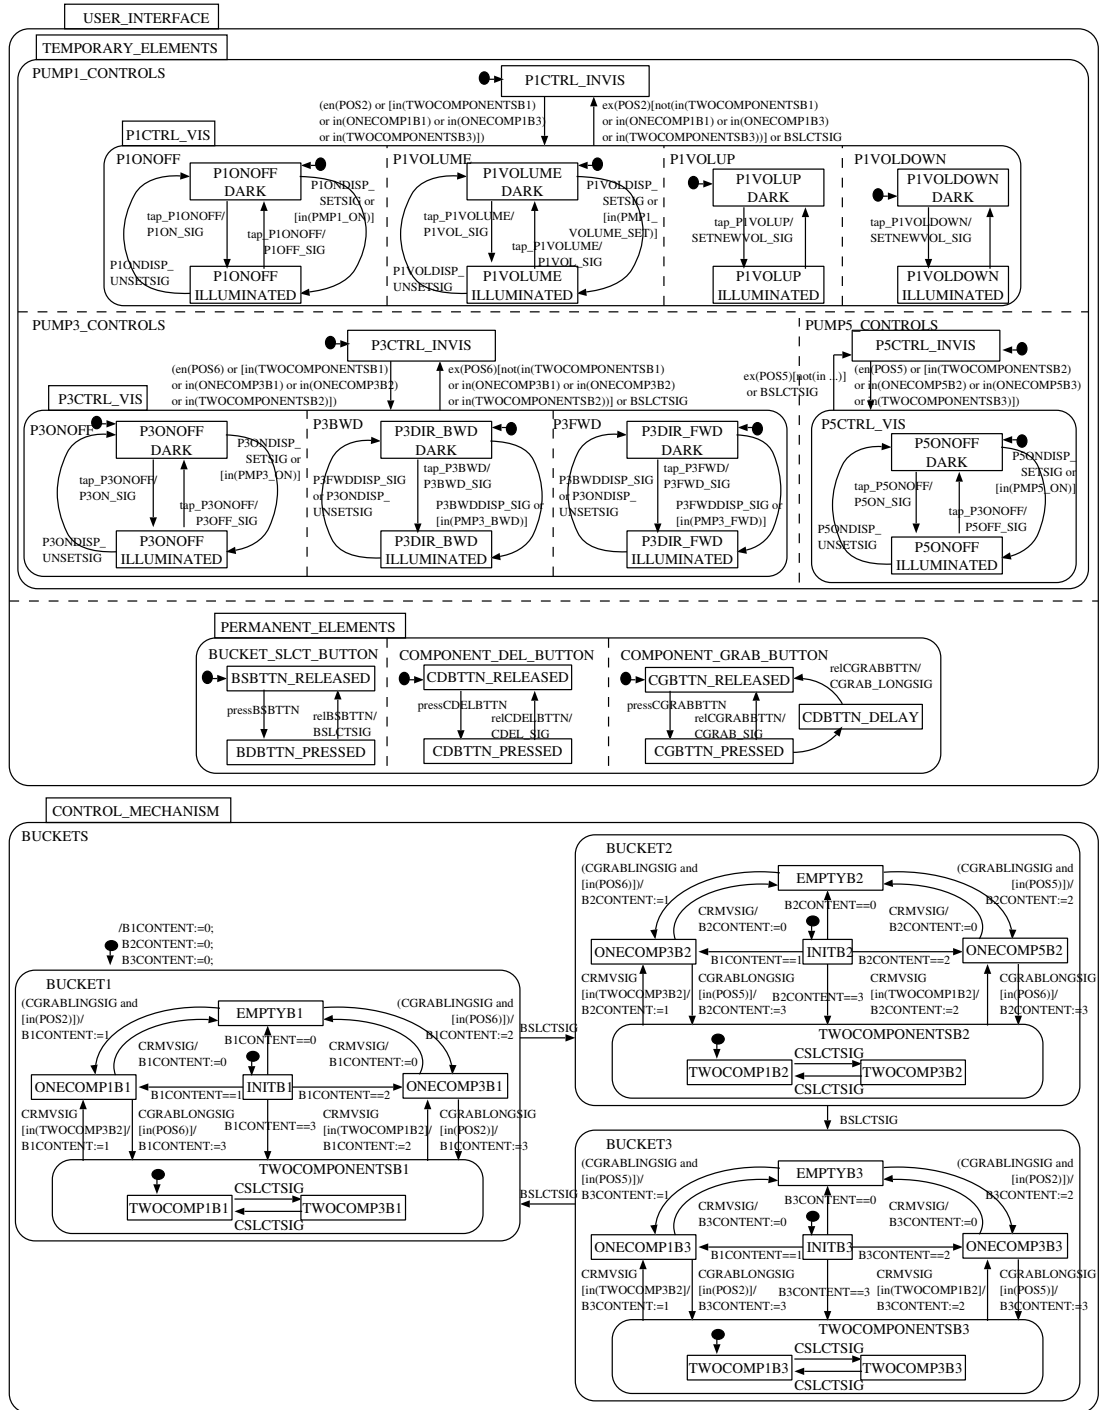 USER_INTERFACE
TEMPORARY_ELEMENTS
PUMP1_CONTROLS
P1CTRL_INVIS
(en(POS2) or [in(TWOCOMPONENTSB1)
or in(ONECOMP1B1) or in(ONECOMP1B3)
or in(TWOCOMPONENTSB3)])
ex(POS2)[not(in(TWOCOMPONENTSB1)
or in(ONECOMP1B1) or in(ONECOMP1B3)
or in(TWOCOMPONENTSB3))] or BSLCTSIG
P1CTRL_VIS
P1ONOFF
P1ONOFF
DARK
P1ONDISP_
SETSIG or
[in(PMP1_ON)]
tap_P1ONOFF/
P1ON_SIG
tap_P1ONOFF/
P1OFF_SIG
P1ONDISP_
UNSETSIG
P1ONOFF
ILLUMINATED
P1VOLUME
P1VOLUME
DARK
P1VOLDISP_
SETSIG or
[in(PMP1_
VOLUME_SET)]
tap_P1VOLUME/
P1VOL_SIG
tap_P1VOLUME/
P1VOL_SIG
P1VOLDISP_
UNSETSIG
P1VOLUME
ILLUMINATED
P1VOLUP
P1VOLUP
DARK
tap_P1VOLUP/
SETNEWVOL_SIG
P1VOLUP
ILLUMINATED
P1VOLDOWN
P1VOLDOWN
DARK
tap_P1VOLDOWN/
SETNEWVOL_SIG
P1VOLDOWN
ILLUMINATED
PUMP3_CONTROLS
P3CTRL_INVIS
(en(POS6) or [in(TWOCOMPONENTSB1)
or in(ONECOMP3B1) or in(ONECOMP3B2)
or in(TWOCOMPONENTSB2)])
ex(POS6)[not(in(TWOCOMPONENTSB1)
or in(ONECOMP3B1) or in(ONECOMP3B2)
or in(TWOCOMPONENTSB2))] or BSLCTSIG
P3CTRL_VIS
P3ONOFF
P3ONOFF
DARK
P3ONDISP_
SETSIG or
[in(PMP3_ON)]
tap_P3ONOFF/
P3ON_SIG
tap_P3ONOFF/
P3OFF_SIG
P3ONDISP_
UNSETSIG
P3ONOFF
ILLUMINATED
P3BWD
P3DIR_BWD
DARK
tap_P3BWD/
P3BWD_SIG
P3FWDDISP_SIG
or P3ONDISP_
UNSETSIG
P3BWDDISP_SIG or
[in(PMP3_BWD)]
P3DIR_BWD
ILLUMINATED
P3FWD
P3DIR_FWD
DARK
tap_P3FWD/
P3FWD_SIG
P3BWDDISP_SIG
or P3ONDISP_
UNSETSIG
P3FWDDISP_SIG or
[in(PMP3_FWD)]
P3DIR_FWD
ILLUMINATED
PUMP5_CONTROLS
P5CTRL_INVIS
ex(POS5)[not(in ...)]
or BSLCTSIG
(en(POS5) or [in(TWOCOMPONENTSB2)
or in(ONECOMP5B2) or in(ONECOMP5B3)
or in(TWOCOMPONENTSB3)])
P5CTRL_VIS
P5ONOFF
DARK
P5ONDISP_
SETSIG or
[in(PMP5_ON)]
tap_P5ONOFF/
P5ON_SIG
tap_P3ONOFF/
P5OFF_SIG
P5ONDISP_
UNSETSIG
P5ONOFF
ILLUMINATED
PERMANENT_ELEMENTS
BUCKET_SLCT_BUTTON
BSBTTN_RELEASED
pressBSBTTN
relBSBTTN/
BSLCTSIG
BDBTTN_PRESSED
COMPONENT_DEL_BUTTON
CDBTTN_RELEASED
pressCDELBTTN
relCDELBTTN/
CDEL_SIG
CDBTTN_PRESSED
COMPONENT_GRAB_BUTTON
CGBTTN_RELEASED
relCGRABBTTN/
CGRAB_LONGSIG
pressCGRABBTTN
relCGRABBTTN/
CGRAB_SIG
CDBTTN_DELAY
CGBTTN_PRESSED
CONTROL_MECHANISM
BUCKETS
/B1CONTENT:=0;
B2CONTENT:=0;
B3CONTENT:=0;
BUCKET1
(CGRABLINGSIG and
[in(POS2)])/
B1CONTENT:=1
EMPTYB1
(CGRABLINGSIG and
[in(POS6)])/
B1CONTENT:=2
B1CONTENT==0
CRMVSIG/
B1CONTENT:=0
CRMVSIG/
B1CONTENT:=0
ONECOMP1B1
B1CONTENT==1
INITB1
B1CONTENT==2
ONECOMP3B1
CRMVSIG
[in(TWOCOMP3B2]/
B1CONTENT:=1
CGRABLONGSIG
[in(POS6)]/
B1CONTENT:=3
B1CONTENT==3
CRMVSIG
[in(TWOCOMP1B2]/
B1CONTENT:=2
CGRABLONGSIG
[in(POS2)]/
B1CONTENT:=3
TWOCOMPONENTSB1
TWOCOMP1B1
CSLCTSIG
CSLCTSIG
TWOCOMP3B1
BSLCTSIG
BUCKET2
(CGRABLINGSIG and
[in(POS6)])/
B2CONTENT:=1
EMPTYB2
(CGRABLINGSIG and
[in(POS5)])/
B2CONTENT:=2
B2CONTENT==0
CRMVSIG/
B2CONTENT:=0
CRMVSIG/
B2CONTENT:=0
ONECOMP3B2
B1CONTENT==1
INITB2
B2CONTENT==2
ONECOMP5B2
CRMVSIG
[in(TWOCOMP3B2]/
B2CONTENT:=1
CGRABLONGSIG
[in(POS5)]/
B2CONTENT:=3
B2CONTENT==3
CRMVSIG
[in(TWOCOMP1B2]/
B2CONTENT:=2
CGRABLONGSIG
[in(POS6)]/
B2CONTENT:=3
TWOCOMPONENTSB2
TWOCOMP1B2
CSLCTSIG
CSLCTSIG
TWOCOMP3B2
BSLCTSIG
BSLCTSIG
BUCKET3
(CGRABLINGSIG and
[in(POS5)])/
B3CONTENT:=1
EMPTYB3
(CGRABLINGSIG and
[in(POS2)])/
B3CONTENT:=2
B3CONTENT==0
CRMVSIG/
B3CONTENT:=0
CRMVSIG/
B3CONTENT:=0
ONECOMP1B3
B1CONTENT==1
INITB3
B3CONTENT==2
ONECOMP3B3
CRMVSIG
[in(TWOCOMP3B2]/
B3CONTENT:=1
CGRABLONGSIG
[in(POS2)]/
B3CONTENT:=3
B3CONTENT==3
CRMVSIG
[in(TWOCOMP1B2]/
B3CONTENT:=2
CGRABLONGSIG
[in(POS5)]/
B3CONTENT:=3
TWOCOMPONENTSB3
TWOCOMP1B3
CSLCTSIG
CSLCTSIG
TWOCOMP3B3